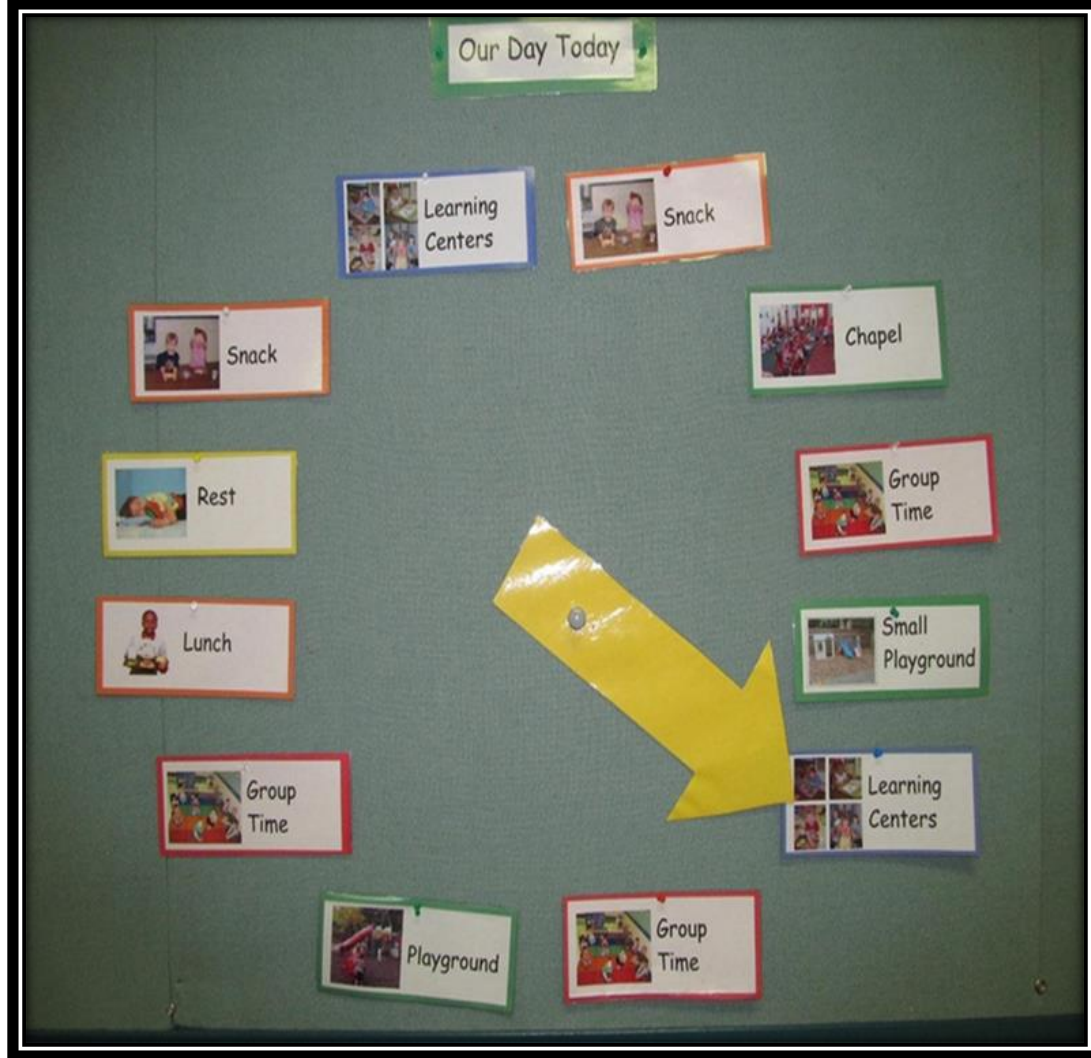 Our Day Today
Learning
Centers
Snack
Snack
Chapel
Rest
Group
Time
Lunch
Small
Playground
Group
Time
Learning
Centers
Playground
Group
Time